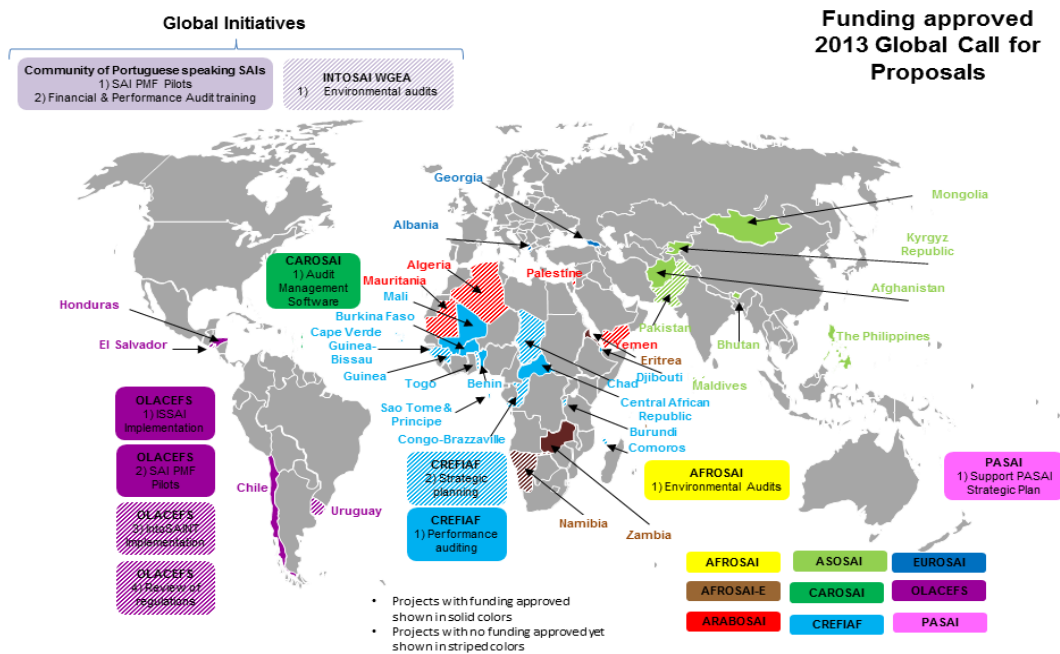 Global Initiatives
Funding approved
2013 Global Call for
Proposals
Community of Portuguese speaking SAIs
1) SAI PMF Pilots
2) Financial & Performance Audit training
INTOSAI WGEA
1) Environmental audits
Georgia
Mongolia
Albania
Kyrgyz
Republic
CAROSAI
1) Audit
Management
Software
Algeria
Palestine
Mauritania
Afghanistan
Mali
Honduras
Burkina Faso
Pakistan
Cape Verde
The Philippines
El Salvador
Guinea-
Bissau
Yemen
Bhutan
Eritrea
Guinea
Djibouti
Togo
Benin
Chad
Maldives
Central African
Republic
Sao Tome &
Principe
Burundi
Congo-Brazzaville
Comoros
OLACEFS
1) ISSAI
Implementation
OLACEFS
2) SAI PMF
Pilots
CREFIAF
2) Strategic
planning
AFROSAI
1) Environmental Audits
PASAI
1) Support PASAI
Strategic Plan
Chile
Uruguay
OLACEFS
3) IntoSAINT
Implementation
CREFIAF
1) Performance
auditing
Namibia
Zambia
OLACEFS
4) Review of
regulations
AFROSAI
ASOSAI
EUROSAI
AFROSAI-E
CAROSAI
OLACEFS
ARABOSAI
CREFIAF
PASAI
• Projects with funding approved
shown in solid colors
• Projects with no funding approved yet
shown in striped colors